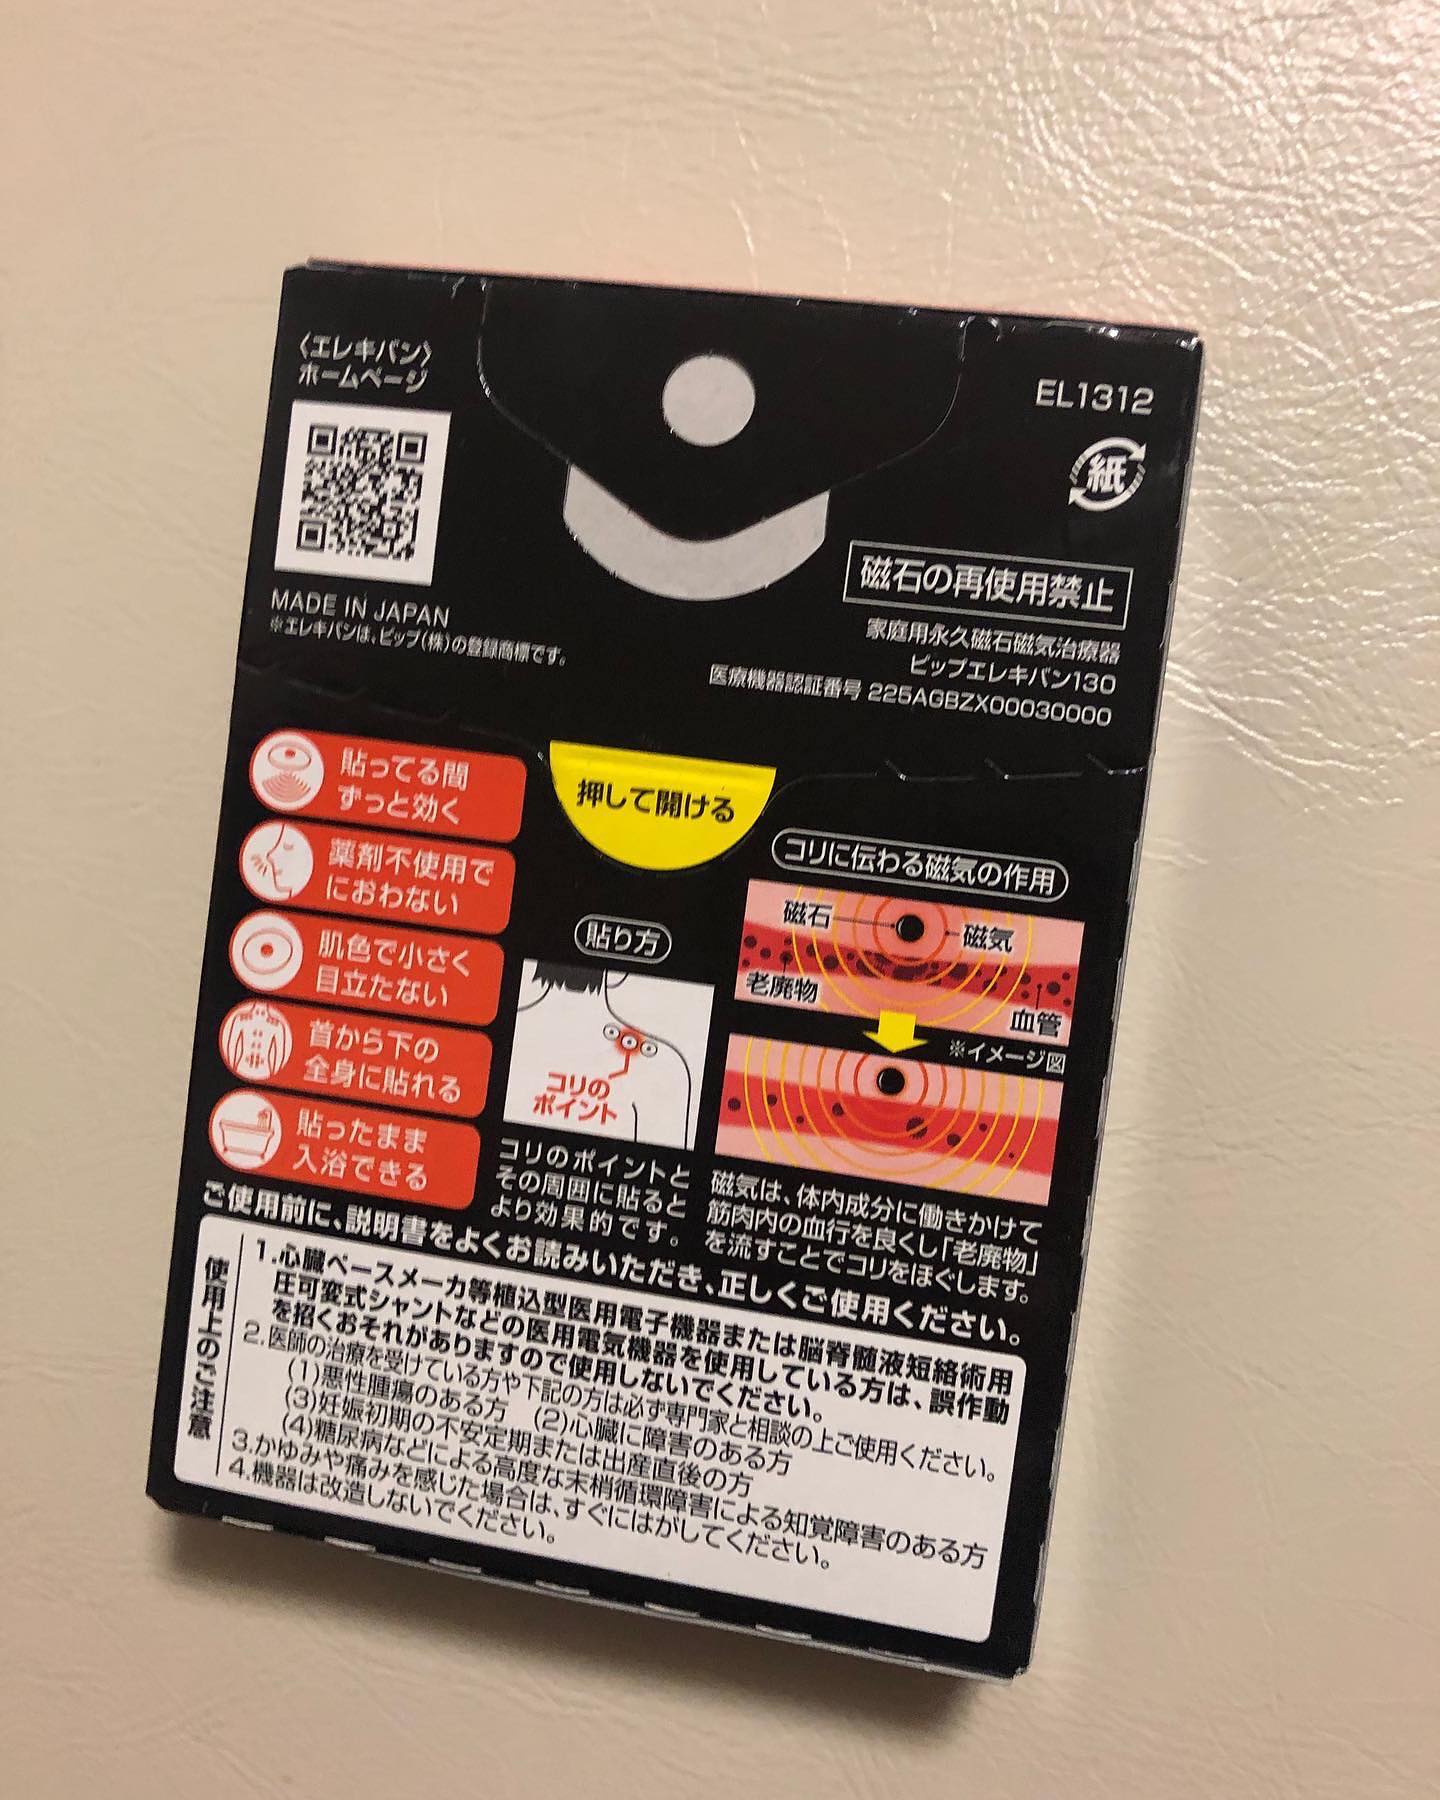 〈エレキバン〉
ホームページ
EL1312
紙
磁石の再使用禁止
MADE IN JAPAN
※エレキバンは、ピップ(株)の登録商標です。
家庭用永久磁石磁気治療器
ピップエレキバン130
医療機器認証番号 225AGBZX00030000
貼ってる間
ずっと効く
薬剤不使用で
におわない
肌色で小さく
目立たない
首から下の
全身に貼れる
貼ったまま
入浴できる
押して開ける
貼り方
コリの
ポイント
コリのポイントと
その周囲に貼ると
より効果的です。
コリに伝わる磁気の作用
磁石
磁気
老廃物
血管
※イメージ図
磁気は、体内成分に働きかけて
筋肉内の血行を良くし「老廃物」
を流すことでコリをほぐします。
ご使用前に、説明書をよくお読みいただき、正しくご使用ください。
使用上のご注意
1.心臓ペースメーカ等植込型医用電子機器または脳脊髄液短絡術用
圧可変式シャントなどの医用電気機器を使用している方は、誤作動
を招くおそれがありますので使用しないでください。
2.医師の治療を受けている方や下記の方は必ず専門家と相談の上ご使用ください。
(1)悪性腫瘍のある方 (2)心臓に障害のある方
(3)妊娠初期の不安定期または出産直後の方
(4)糖尿病などによる高度な末梢循環障害による知覚障害のある方
3.かゆみや痛みを感じた場合は、すぐにはがしてください。
4.機器は改造しないでください。